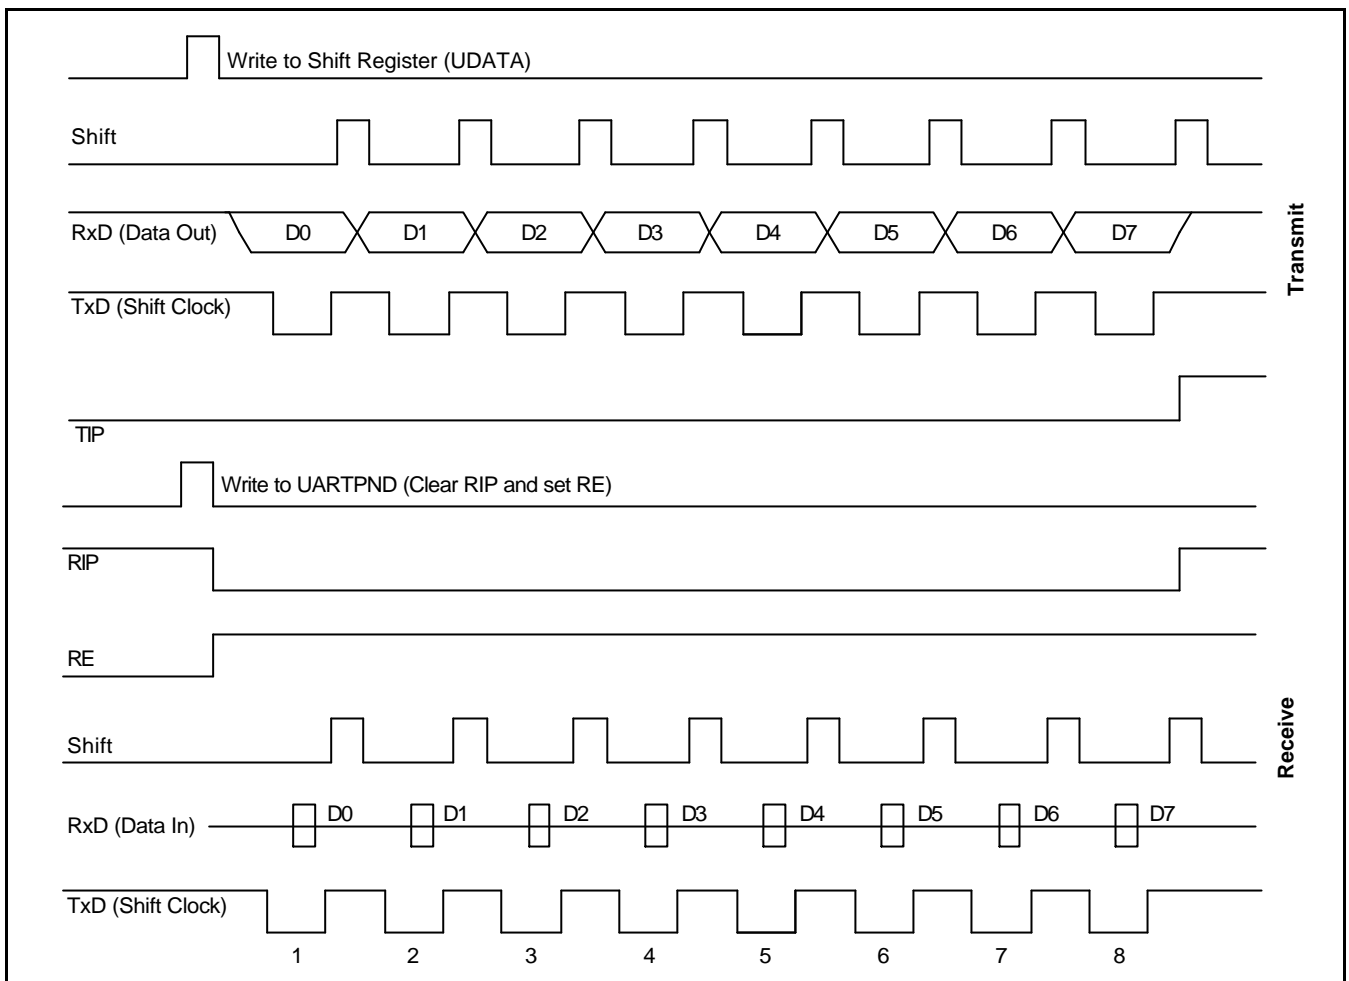 Write to Shift Register (UDATA)
Shift
RxD (Data Out) D0 D1 D2 D3 D4 D5 D6 D7
TxD (Shift Clock)
TIP
Transmit
Write to UARTPND (Clear RIP and set RE)
RIP
RE
Shift
RxD (Data In) D0 D1 D2 D3 D4 D5 D6 D7
TxD (Shift Clock)
1 2 3 4 5 6 7 8
Receive